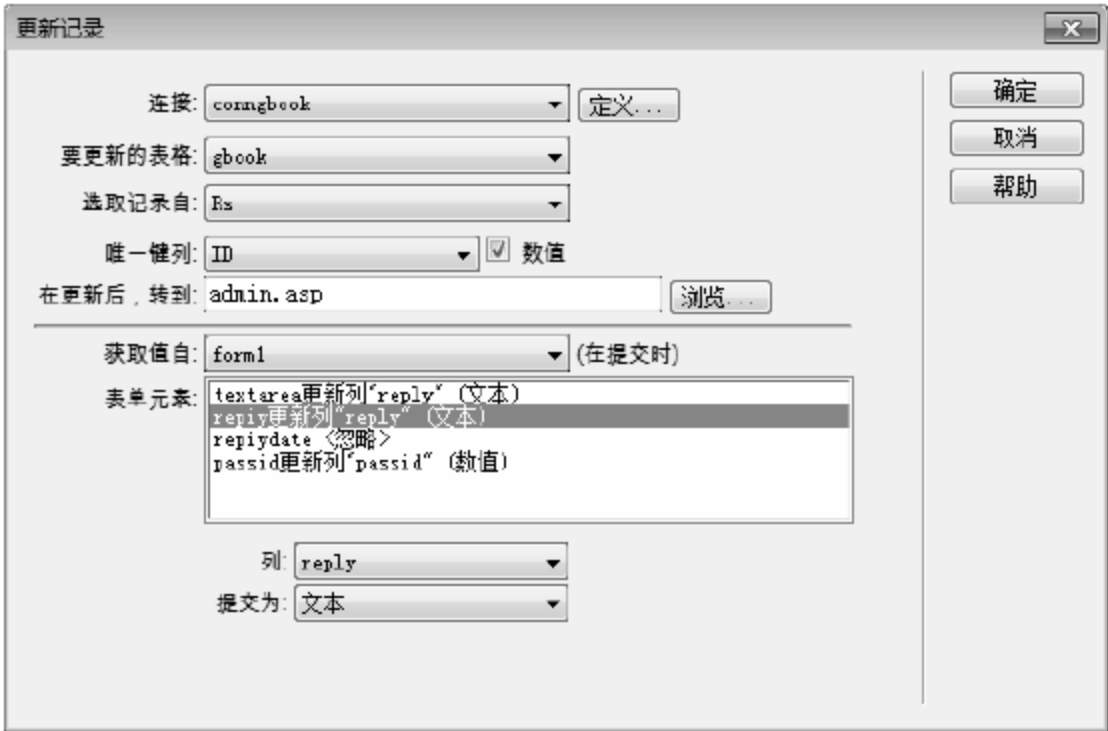 更新记录
连接: conngbook 定义...
确定
要更新的表格: gbook
取消
选取记录自: Rs
帮助
唯一键列: ID 数值
在更新后，转到: admin.asp 浏览...
获取值自: form1 (在提交时)
表单元素: textarea更新列"reply" (文本)
repiy更新列"reply" (文本)
repiydate <忽略>
passid更新列"passid" (数值)
列: reply
提交为: 文本